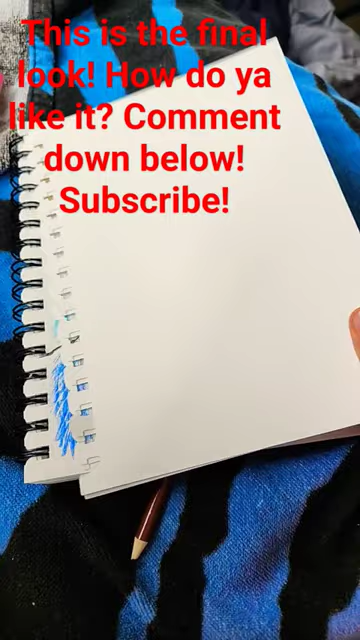 This is the final
look! How do ya
like it? Comment
down below!
Subscribe!